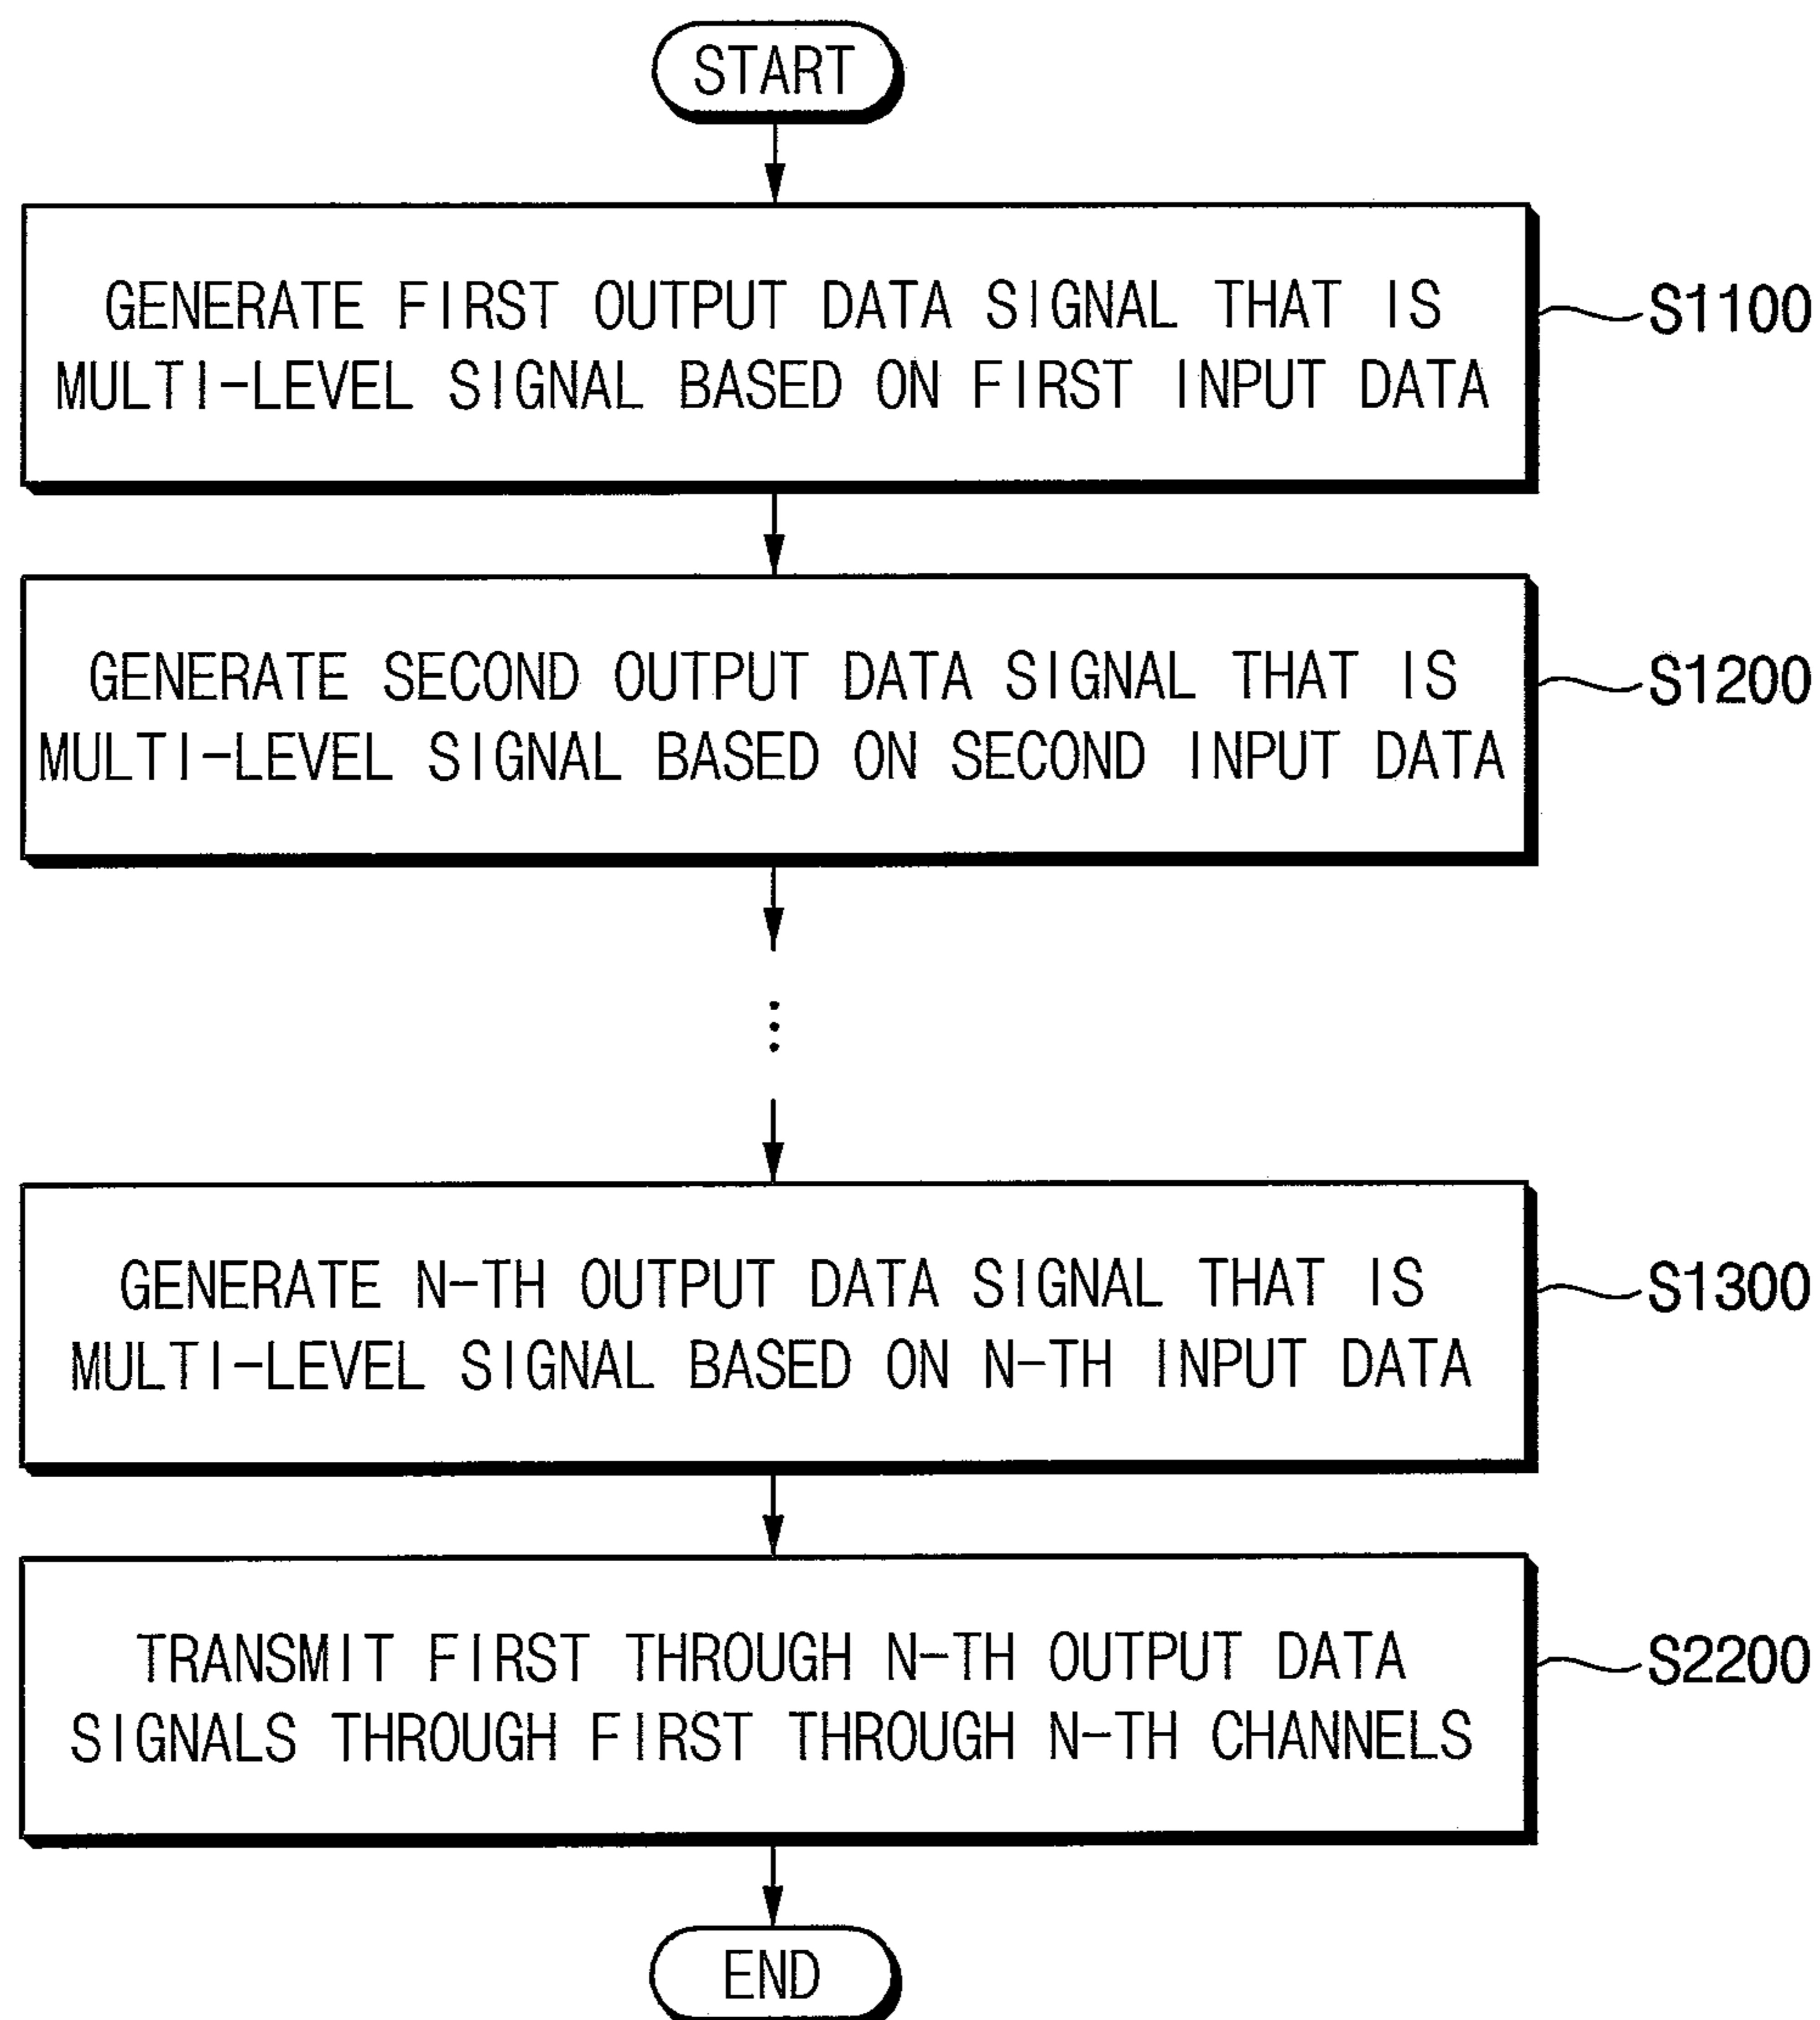 START
GENERATE FIRST OUTPUT DATA SIGNAL THAT IS
MULTI-LEVEL SIGNAL BASED ON FIRST INPUT DATA
S1100
GENERATE SECOND OUTPUT DATA SIGNAL THAT IS
MULTI-LEVEL SIGNAL BASED ON SECOND INPUT DATA
S1200
GENERATE N-TH OUTPUT DATA SIGNAL THAT IS
MULTI-LEVEL SIGNAL BASED ON N-TH INPUT DATA
S1300
TRANSMIT FIRST THROUGH N-TH OUTPUT DATA
SIGNALS THROUGH FIRST THROUGH N-TH CHANNELS
S2200
END